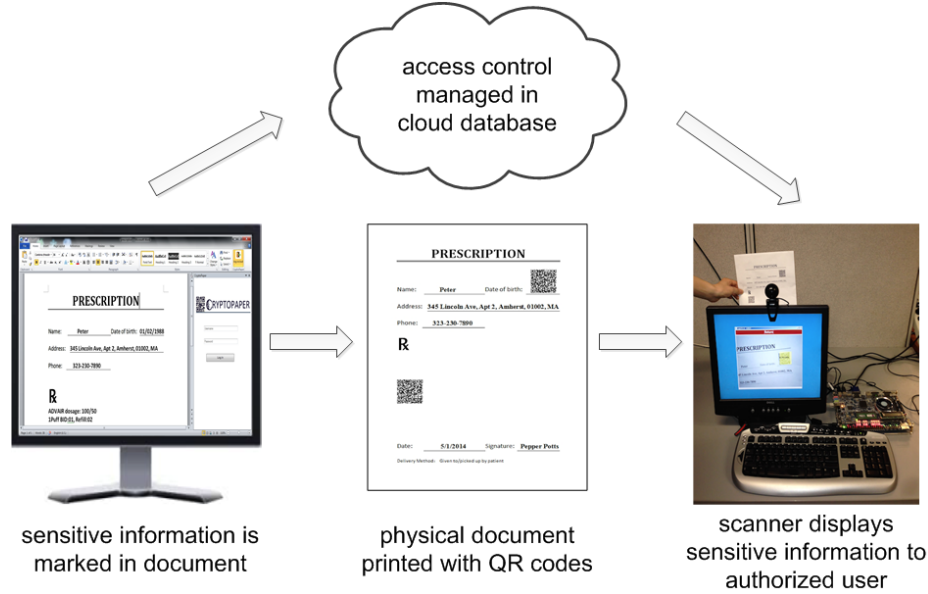 access control
managed in
cloud database
PRESCRIPTION
CRYPTOPAPER
Name: Peter Date of birth: 01/02/1988
Address: 345 Lincoln Ave, Apt 2, Amherst, 01002, MA
Phone: 323-230-7890
℞
ADVAIR dosage: 100/50
1Puff BID
Refill:02
PRESCRIPTION
Name: Peter Date of birth:
Address: 345 Lincoln Ave, Apt 2, Amherst, 01002, MA
Phone: 323-230-7890
℞
Date: 5/1/2014 Signature: Pepper Potts
Delivery Method: Given to/picked up by patient
PRESCRIPTION
sensitive information is
marked in document
physical document
printed with QR codes
scanner displays
sensitive information to
authorized user